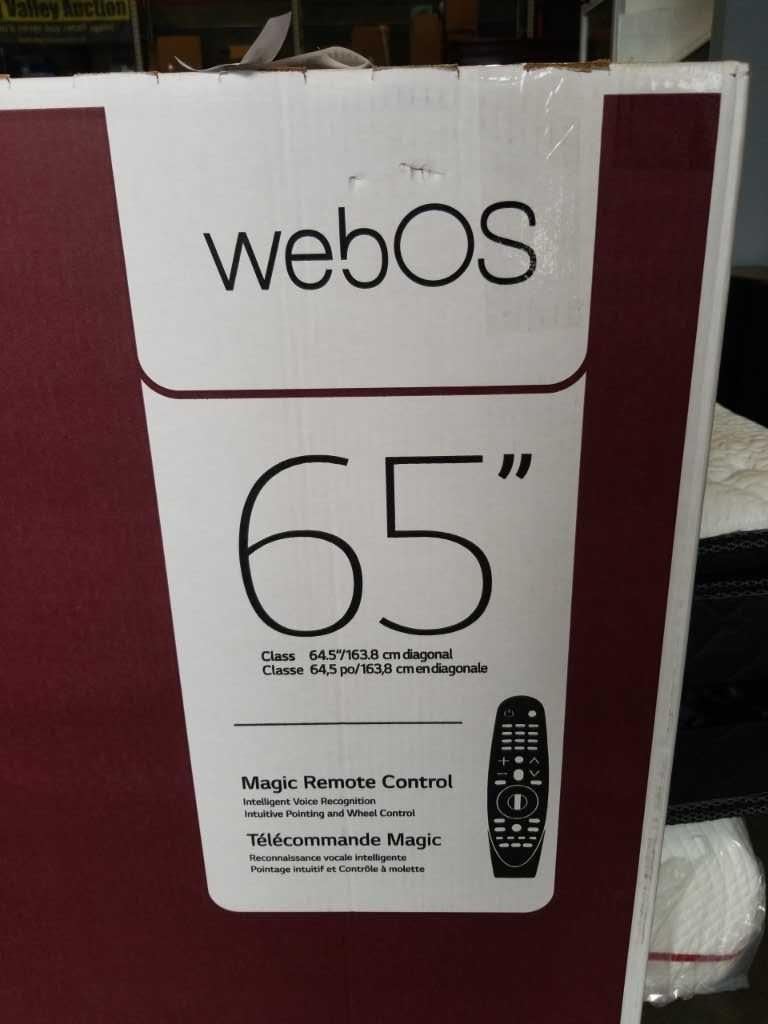 Valley Auction
webOS
65”
Class 64.5"/163.8 cm diagonal
Classe 64,5 po/163,8 cm en diagonale
Magic Remote Control
Intelligent Voice Recognition
Intuitive Pointing and Wheel Control
Télécommande Magic
Reconnaissance vocale intelligente
Pointage intuitif et Contrôle à molette